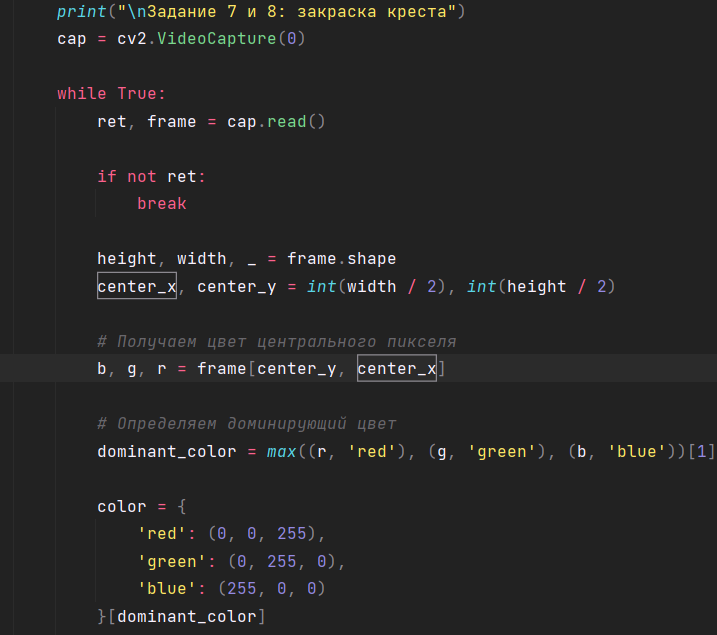 print("\nЗадание 7 и 8: закраска креста")
cap = cv2.VideoCapture(0)
while True:
ret, frame = cap.read()
if not ret:
break
height, width, _ = frame.shape
center_x, center_y = int(width / 2), int(height / 2)
# Получаем цвет центрального пикселя
b, g, r = frame[center_y, center_x]
# Определяем доминирующий цвет
dominant_color = max((r, 'red'), (g, 'green'), (b, 'blue'))[1]
color = {
'red': (0, 0, 255),
'green': (0, 255, 0),
'blue': (255, 0, 0)
}[dominant_color]